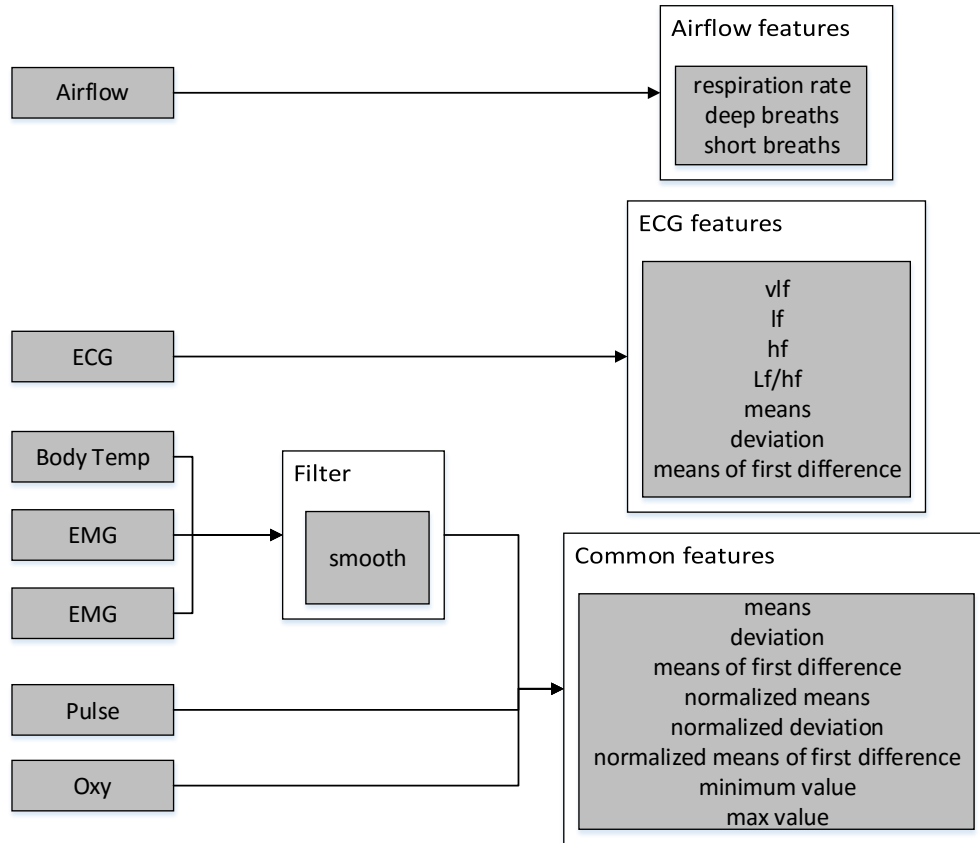 Airflow features
Airflow
respiration rate
deep breaths
short breaths
ECG features
ECG
vlf
lf
hf
Lf/hf
means
deviation
means of first difference
Body Temp
EMG
EMG
Filter
smooth
Pulse
Oxy
Common features
means
deviation
means of first difference
normalized means
normalized deviation
normalized means of first difference
minimum value
max value